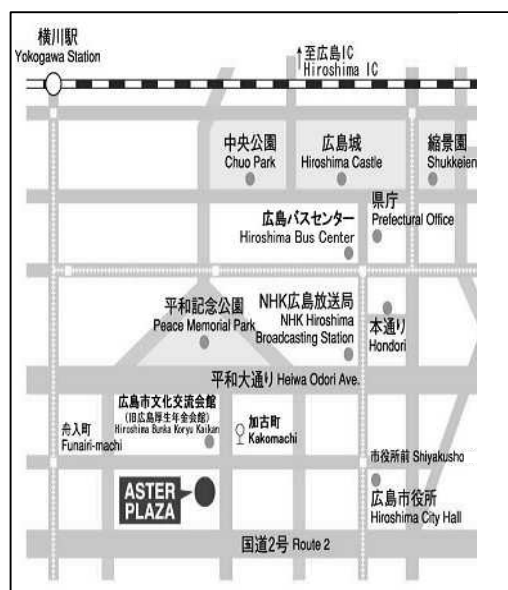 横川駅
Yokogawa Station
至広島IC
Hiroshima IC
中央公園
Chuo Park
広島城
Hiroshima Castle
縮景園
Shukkeien
県庁
Prefectural Office
広島バスセンター
Hiroshima Bus Center
平和記念公園
Peace Memorial Park
NHK広島放送局
NHK Hiroshima
Broadcasting Station
本通り
Hondori
平和大通り Heiwa Odori Ave.
広島市文化交流会館
(旧広島厚生年金会館)
Hiroshima Bunka Koryu Kaikan
加古町
Kakomachi
舟入町
Funairi-machi
市役所前 Shiyakusho
ASTER
PLAZA
広島市役所
Hiroshima City Hall
国道2号 Route 2